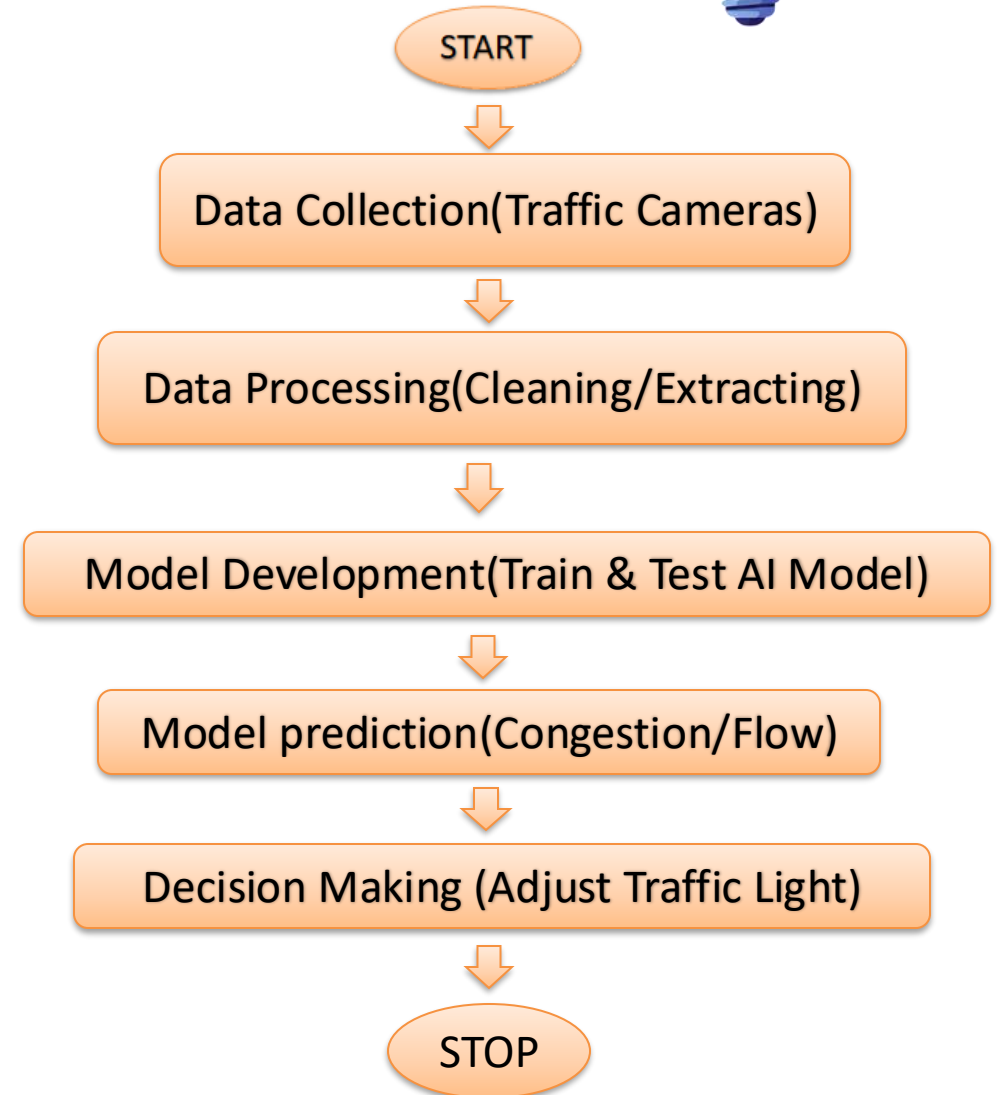 START
Data Collection(Traffic Cameras)
Data Processing(Cleaning/Extracting)
Model Development(Train & Test AI Model)
Model prediction(Congestion/Flow)
Decision Making (Adjust Traffic Light)
STOP